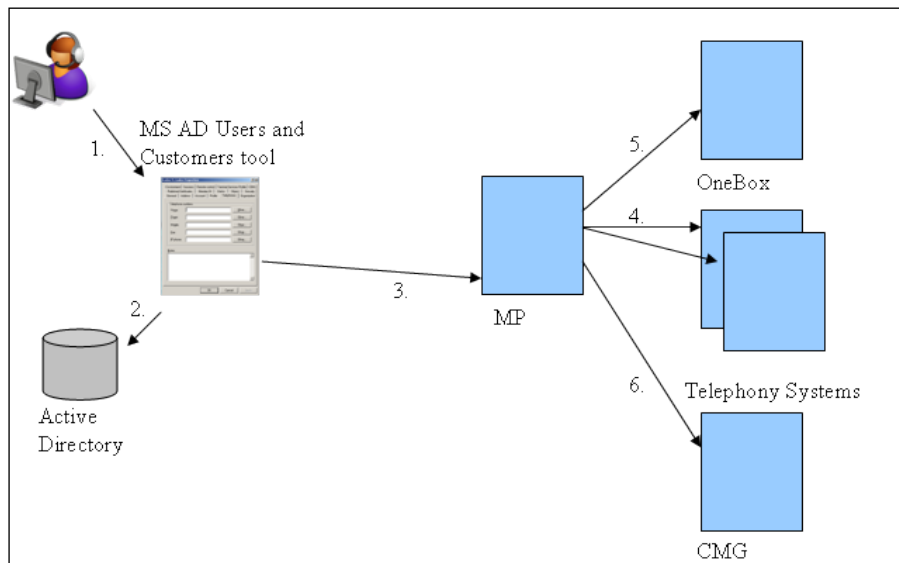 1.
MS AD Users and
Customers tool
2.
Active
Directory
3.
MP
5.
OneBox
4.
Telephony Systems
6.
CMG